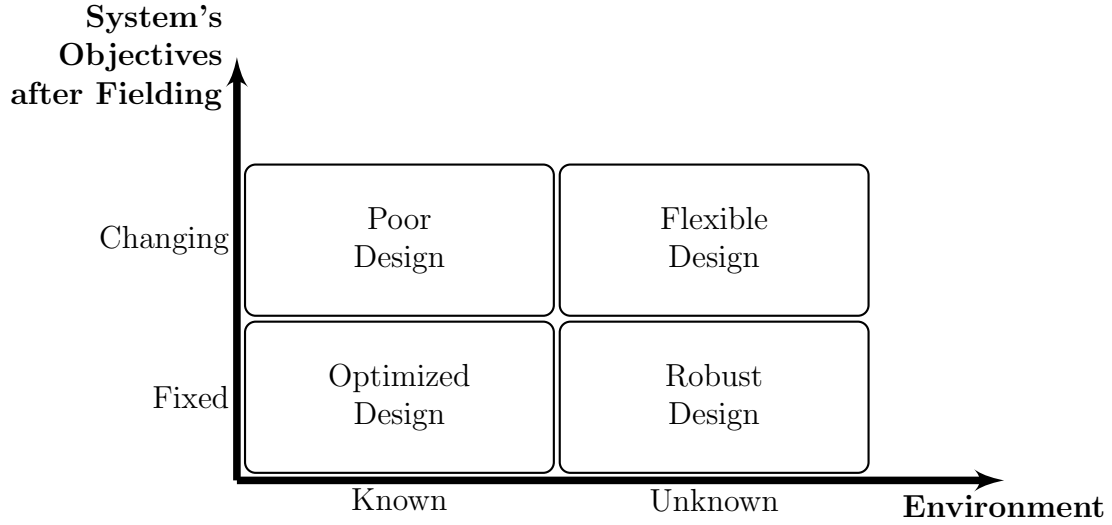 System's
Objectives
after Fielding
Changing
Poor
Design
Flexible
Design
Fixed
Optimized
Design
Robust
Design
Known
Unknown
Environment